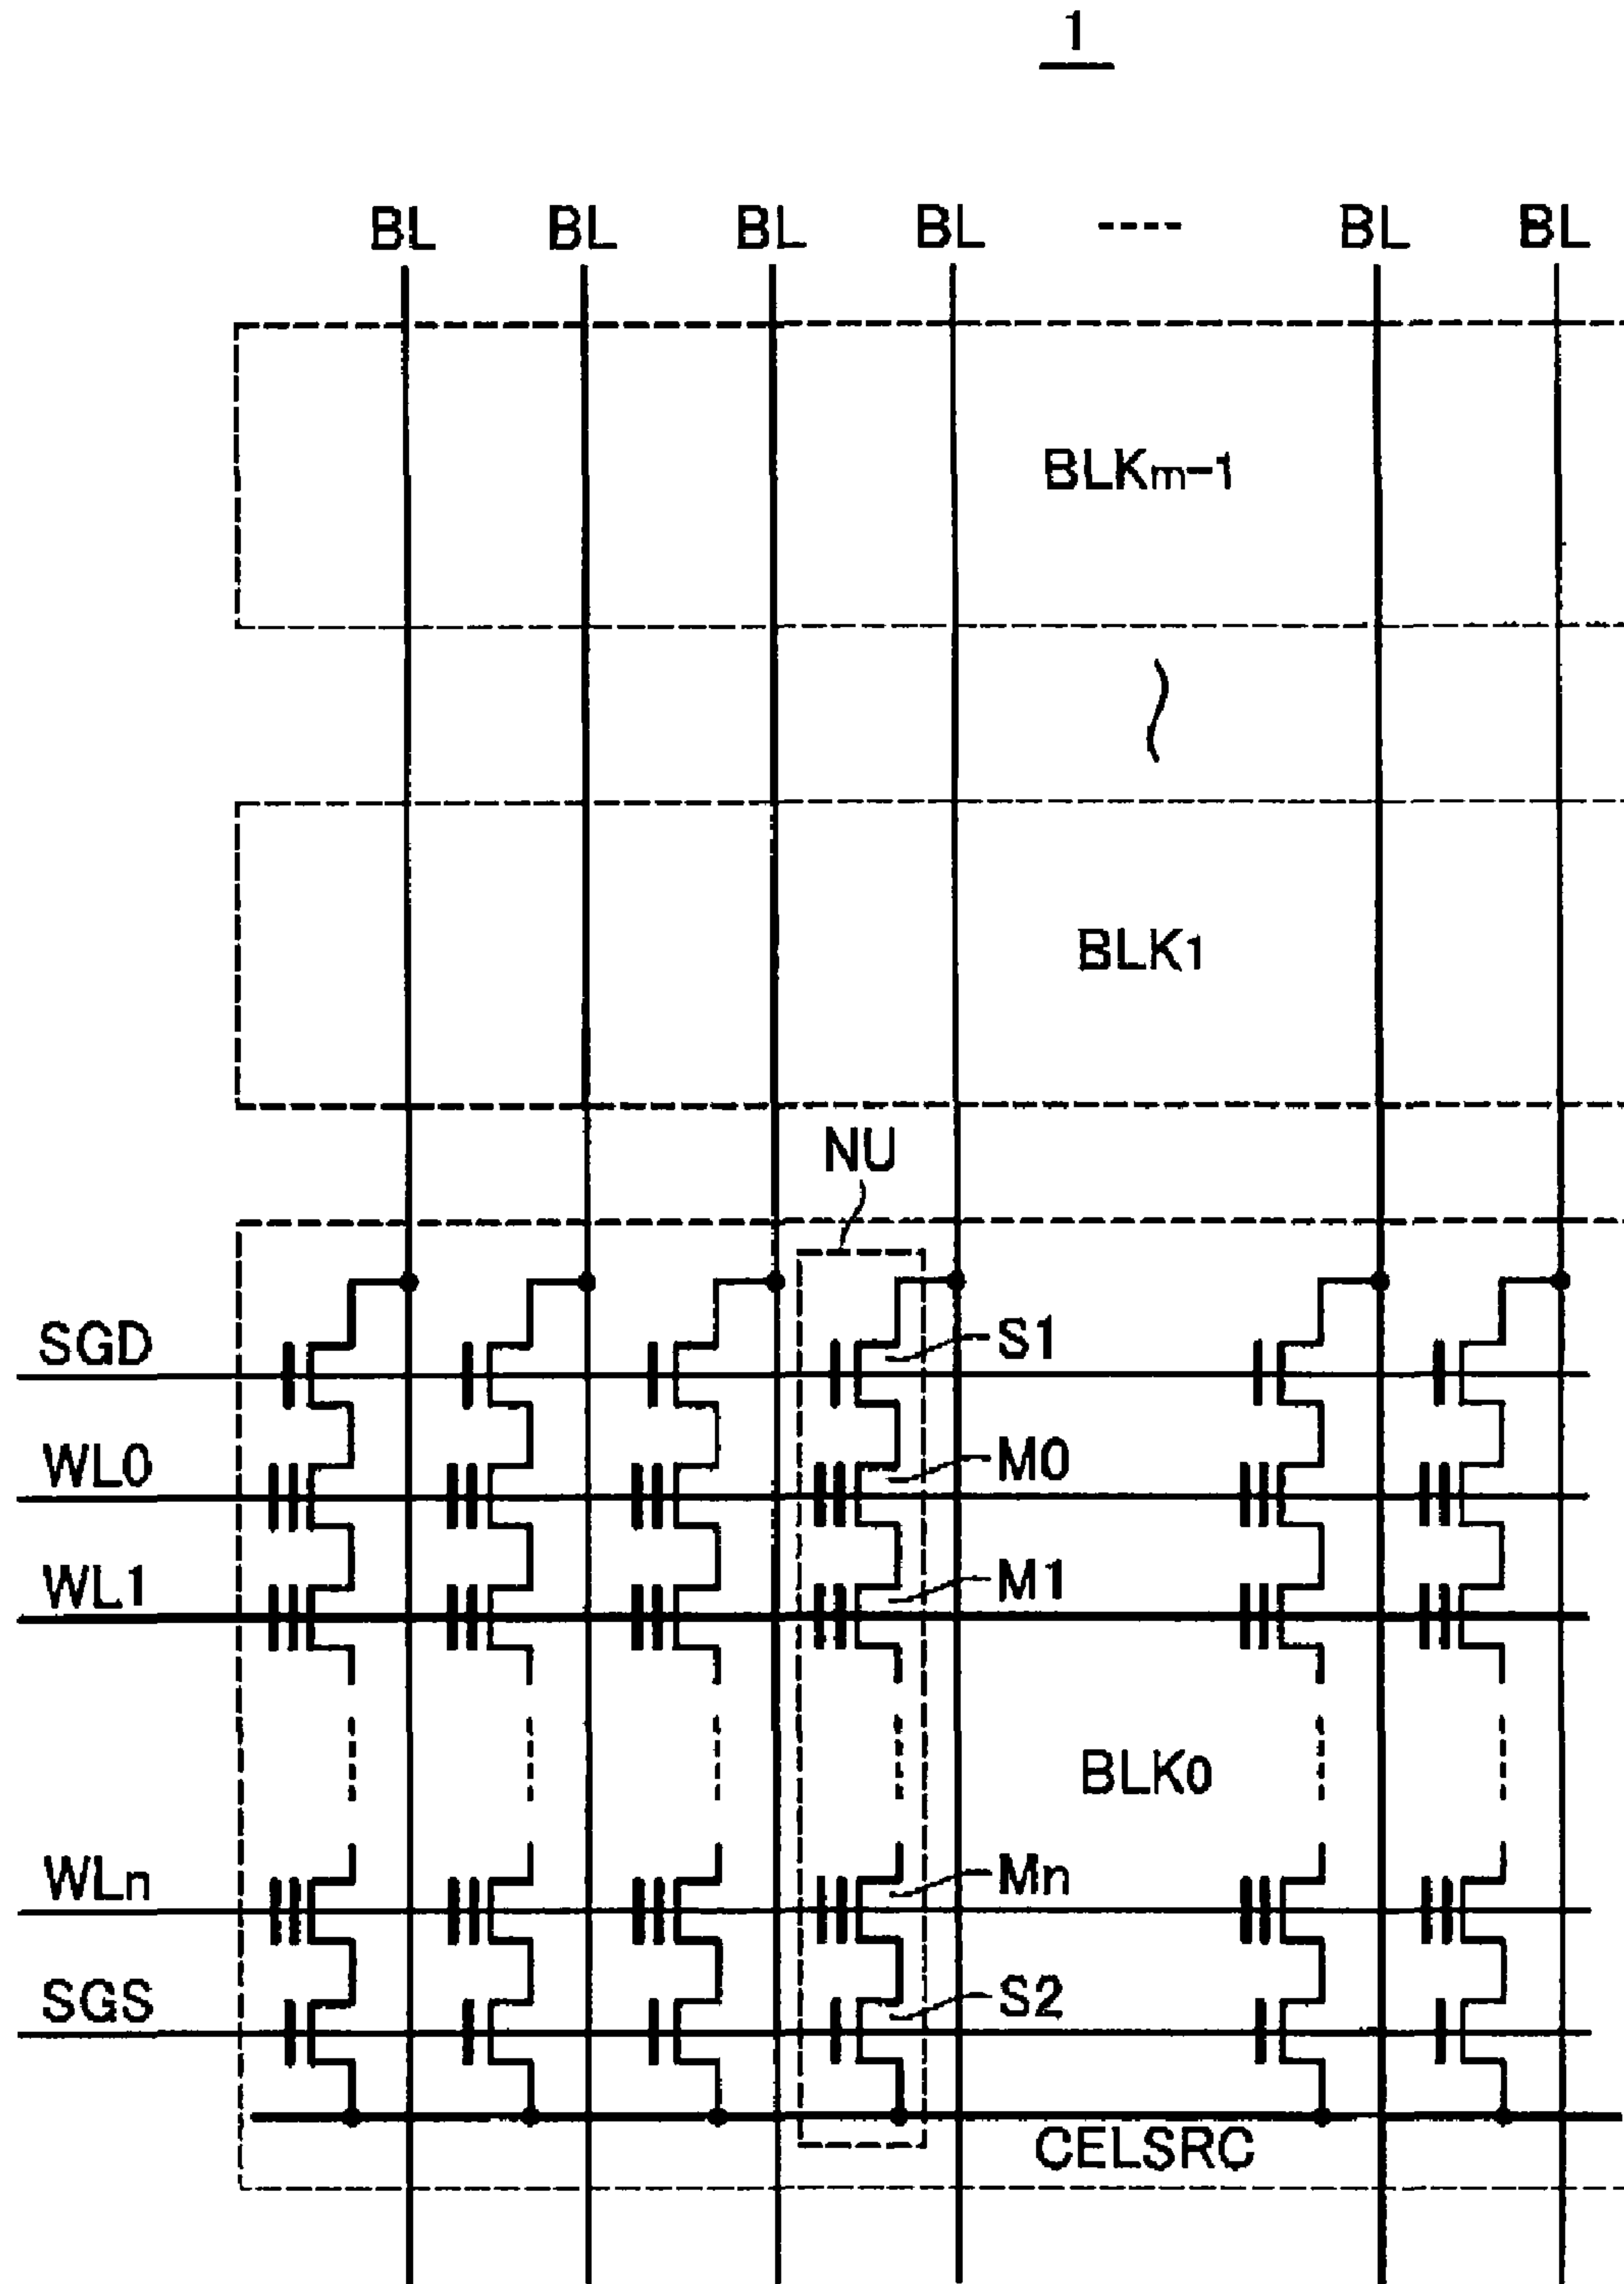 1
BL BL BL BL ---- BL BL
BLKm-1
BLK1
NU
SGD S1
WL0 M0
WL1 M1
BLK0
WLn Mn
SGS S2
CELSRC